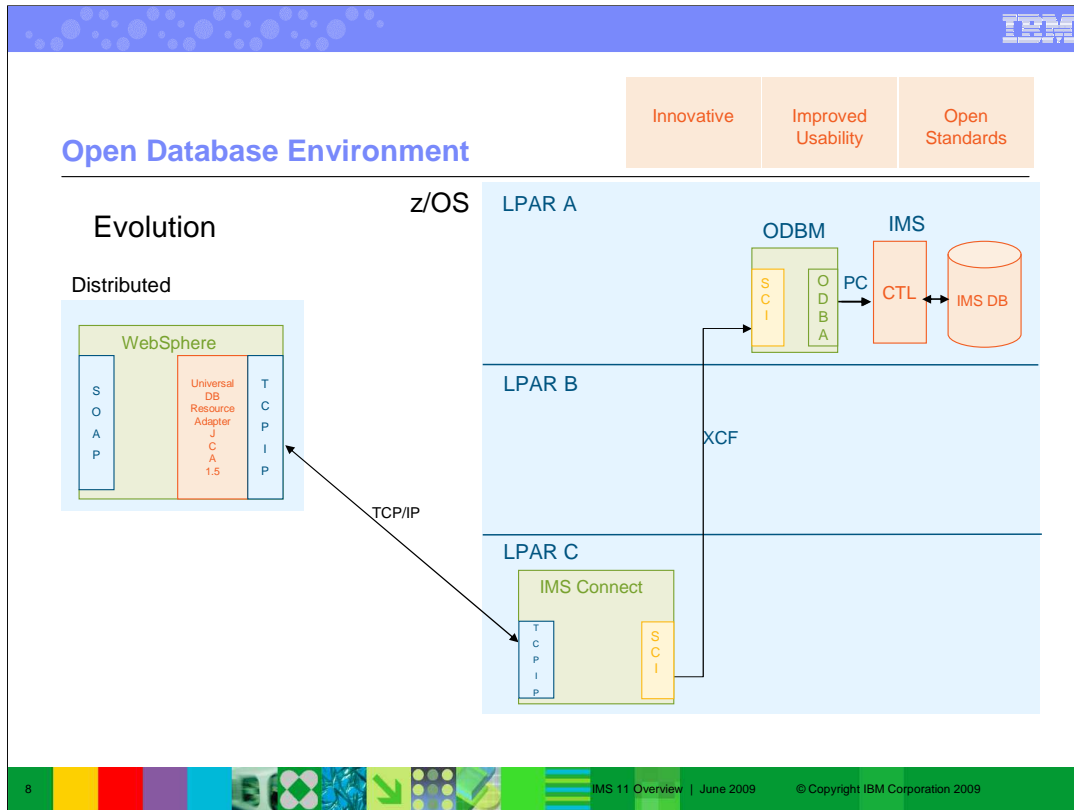 IBM
Innovative
Improved
Usability
Open
Standards
Open Database Environment
Evolution
z/OS
Distributed
WebSphere
S
O
A
P
Universal
DB
Resource
Adapter
J
C
A
1.5
T
C
P
I
P
TCP/IP
LPAR A
ODBM
IMS
S
C
I
O
D
B
A
PC
CTL
IMS DB
LPAR B
XCF
LPAR C
IMS Connect
T
C
P
I
P
S
C
I
8
IMS 11 Overview | June 2009
© Copyright IBM Corporation 2009